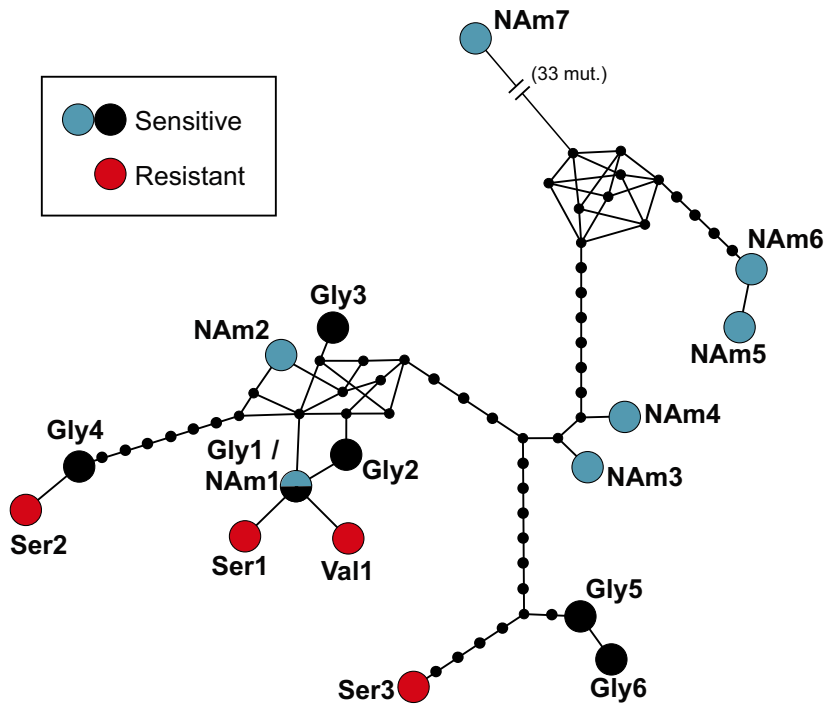 NAm7
(33 mut.)
Sensitive
Resistant
NAm6
Gly3
NAm2
NAm5
NAm4
Gly4
Gly1 /
NAm1
Gly2
NAm3
Ser2
Ser1
Val1
Gly5
Ser3
Gly6